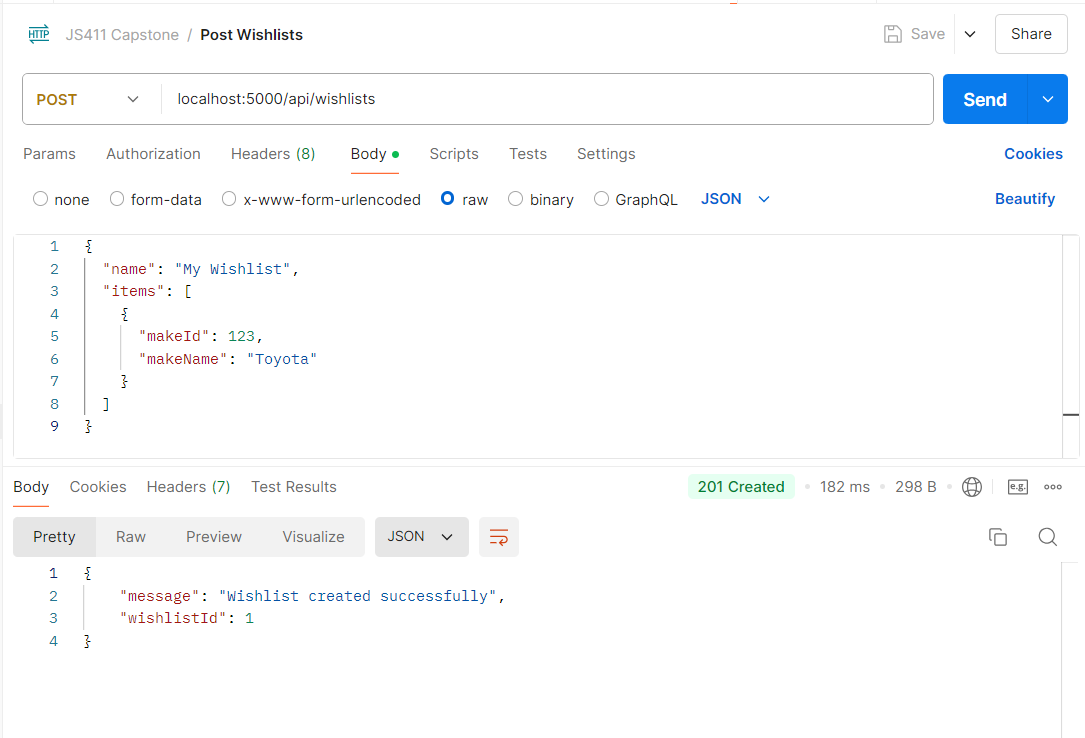 HTTP JS411 Capstone / Post Wishlists Save Share
POST localhost:5000/api/wishlists Send
Params Authorization Headers (8) Body Scripts Tests Settings Cookies
none form-data x-www-form-urlencoded raw binary GraphQL JSON Beautify
1 {
2 "name": "My Wishlist",
3 "items": [
4 {
5 "makeId": 123,
6 "makeName": "Toyota"
7 }
8 ]
9 }
Body Cookies Headers (7) Test Results 201 Created 182 ms 298 B e.g.
Pretty Raw Preview Visualize JSON
1 {
2 "message": "Wishlist created successfully",
3 "wishlistId": 1
4 }